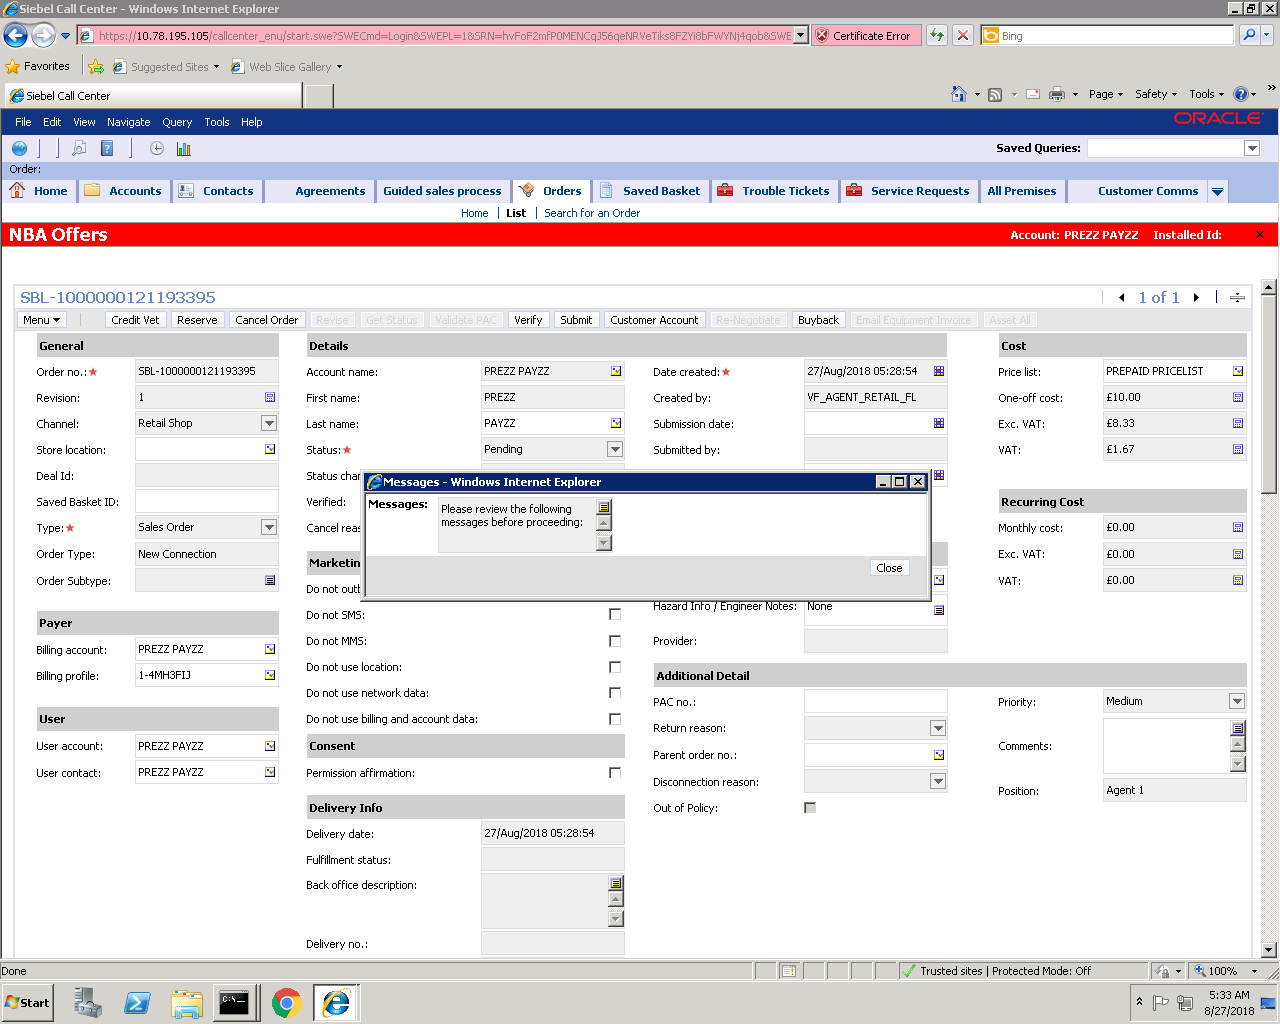 Siebel Call Center - Windows Internet Explorer
https://10.78.195.105/callcenter_enu/start.swe?SWECmd=Login&SWEPL=1&SRN=hvFoF2mfP0MENCqJ56qeNRVeTiks8FZYi8bFWYNj4qob&SWE
Certificate Error
Bing
Favorites
Suggested Sites
Web Slice Gallery
Siebel Call Center
Page
Safety
Tools
File Edit View Navigate Query Tools Help
ORACLE
Saved Queries:
Order:
Home
Accounts
Contacts
Agreements
Guided sales process
Orders
Saved Basket
Trouble Tickets
Service Requests
All Premises
Customer Comms
Home | List | Search for an Order
NBA Offers
Account: PREZZ PAYZZ Installed Id:
SBL-1000000121193395
1 of 1
Menu
Credit Vet
Reserve
Cancel Order
Revise
Get Status
Validate PAC
Verify
Submit
Customer Account
Re-Negotiate
Buyback
Email Equipment Invoice
Asset All
General
Order no.:★ SBL-1000000121193395
Revision: 1
Channel: Retail Shop
Store location:
Deal Id:
Saved Basket ID:
Type:★ Sales Order
Order Type: New Connection
Order Subtype:
Payer
Billing account: PREZZ PAYZZ
Billing profile: 1-4MH3FIJ
User
User account: PREZZ PAYZZ
User contact: PREZZ PAYZZ
Details
Account name: PREZZ PAYZZ
First name: PREZZ
Last name: PAYZZ
Status:★ Pending
Status chan
Verified:
Cancel reas
Date created:★ 27/Aug/2018 05:28:54
Created by: VF_AGENT_RETAIL_FL
Submission date:
Submitted by:
Messages - Windows Internet Explorer
Messages: Please review the following
messages before proceeding:
Close
Marketin
Do not outb
Do not SMS:
Do not MMS:
Do not use location:
Do not use network data:
Do not use billing and account data:
Consent
Permission affirmation:
Delivery Info
Delivery date: 27/Aug/2018 05:28:54
Fulfillment status:
Back office description:
Delivery no.:
Hazard Info / Engineer Notes: None
Provider:
Additional Detail
PAC no.:
Return reason:
Parent order no.:
Disconnection reason:
Out of Policy:
Priority: Medium
Comments:
Position: Agent 1
Cost
Price list: PREPAID PRICELIST
One-off cost: £10.00
Exc. VAT: £8.33
VAT: £1.67
Recurring Cost
Monthly cost: £0.00
Exc. VAT: £0.00
VAT: £0.00
Done
Trusted sites | Protected Mode: Off
100%
Start
5:33 AM
8/27/2018